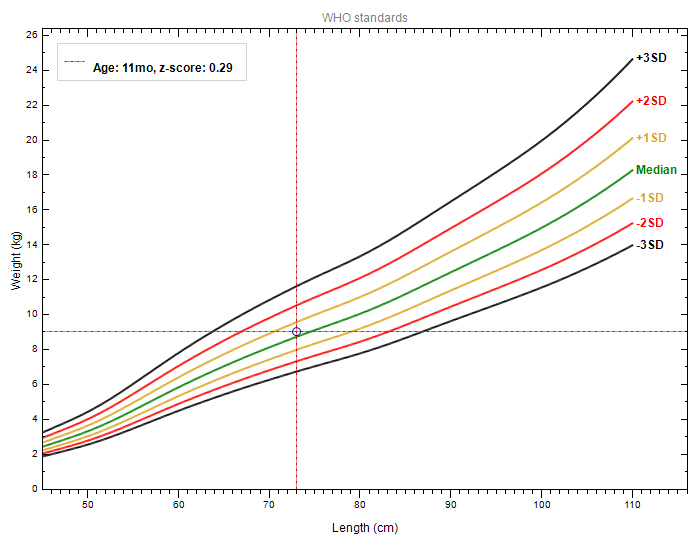 WHO standards
Age: 11mo, z-score: 0.29
+3SD
+2SD
+1SD
Median
-1SD
-2SD
-3SD
Weight (kg)
26
24
22
20
18
16
14
12
10
8
6
4
2
0
50 60 70 80 90 100 110
Length (cm)